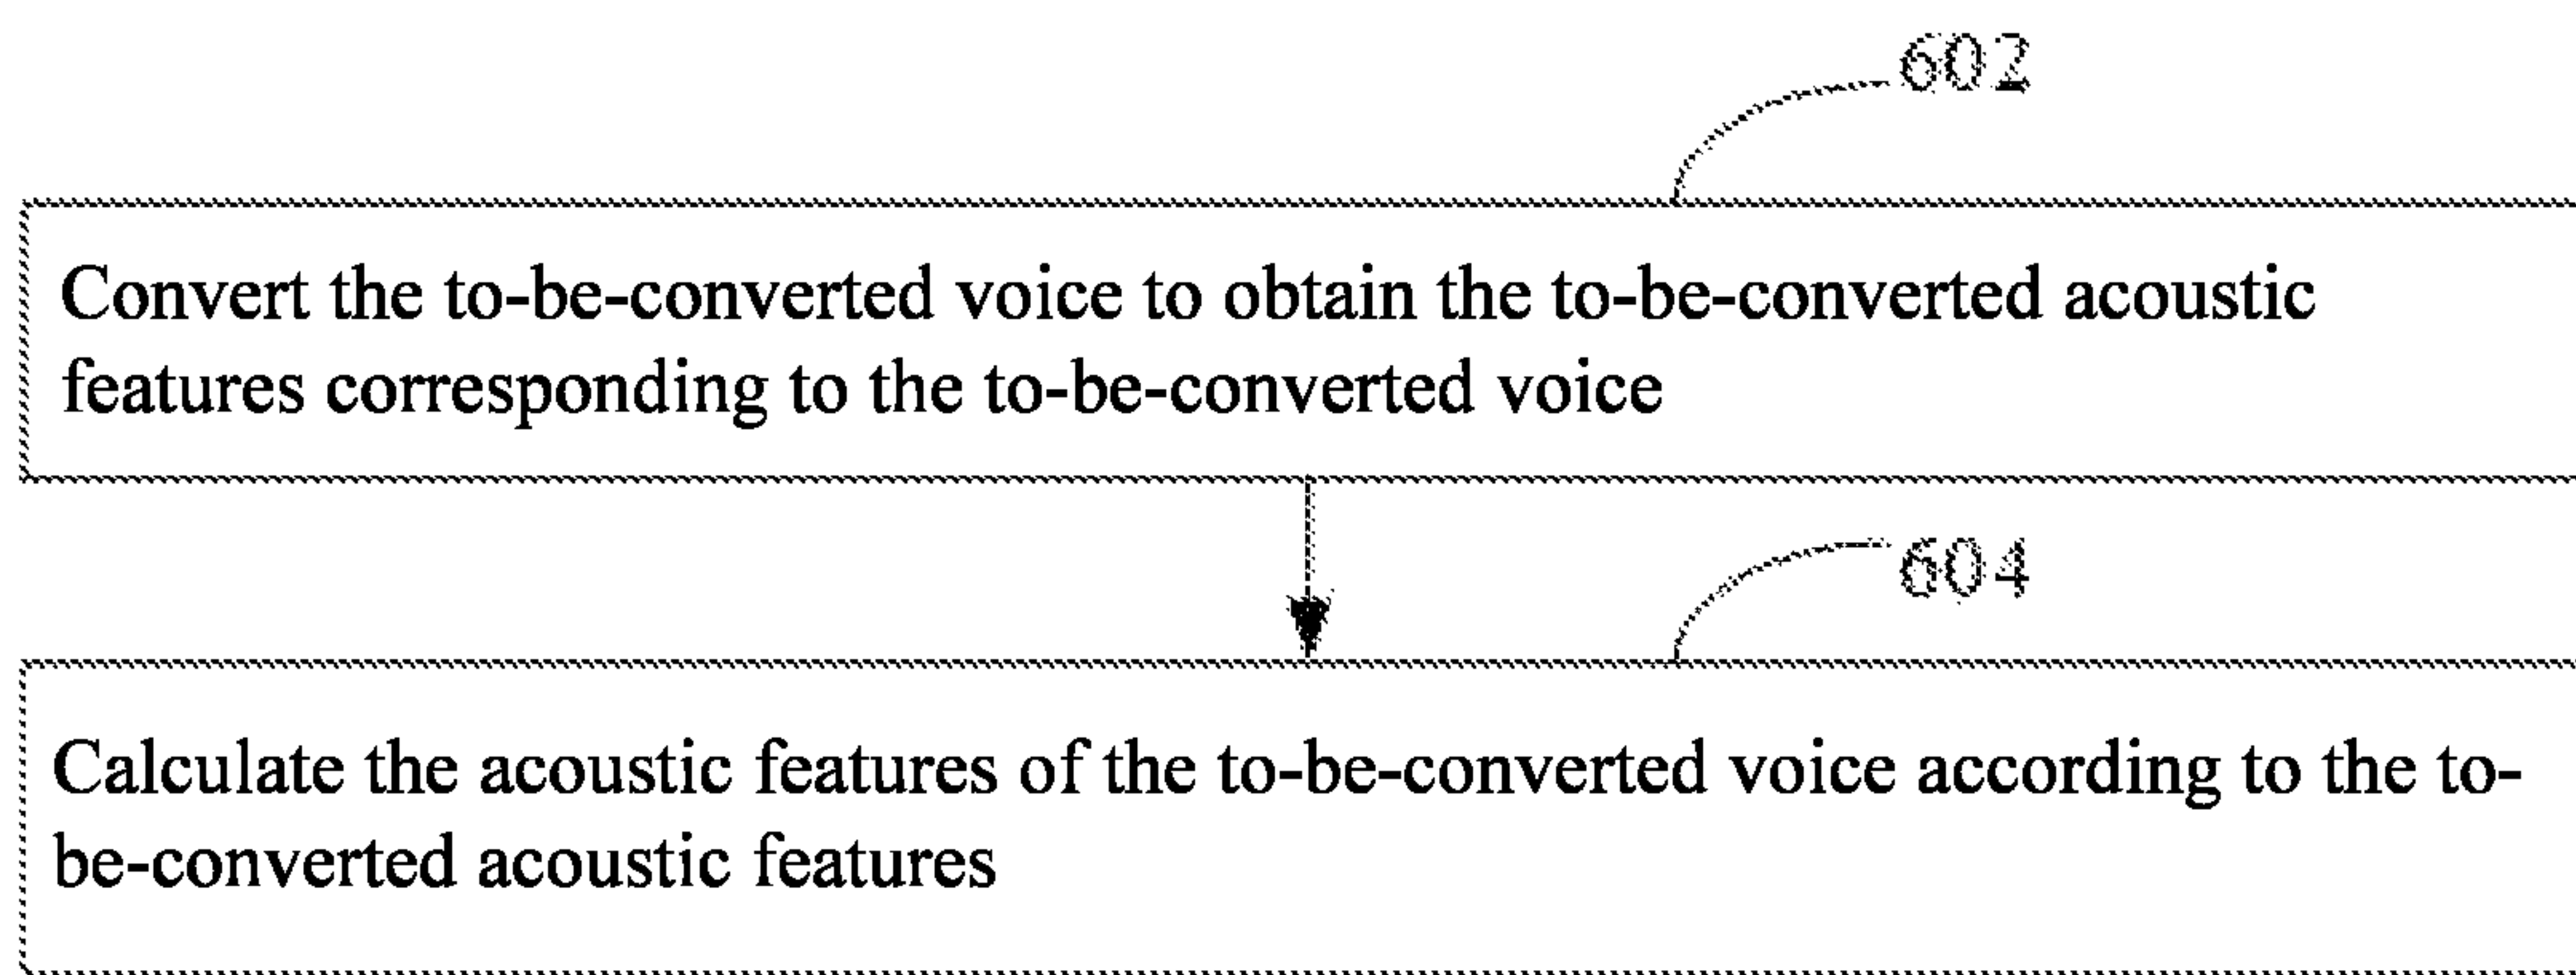 602
Convert the to-be-converted voice to obtain the to-be-converted acoustic
features corresponding to the to-be-converted voice
604
Calculate the acoustic features of the to-be-converted voice according to the to-
be-converted acoustic features